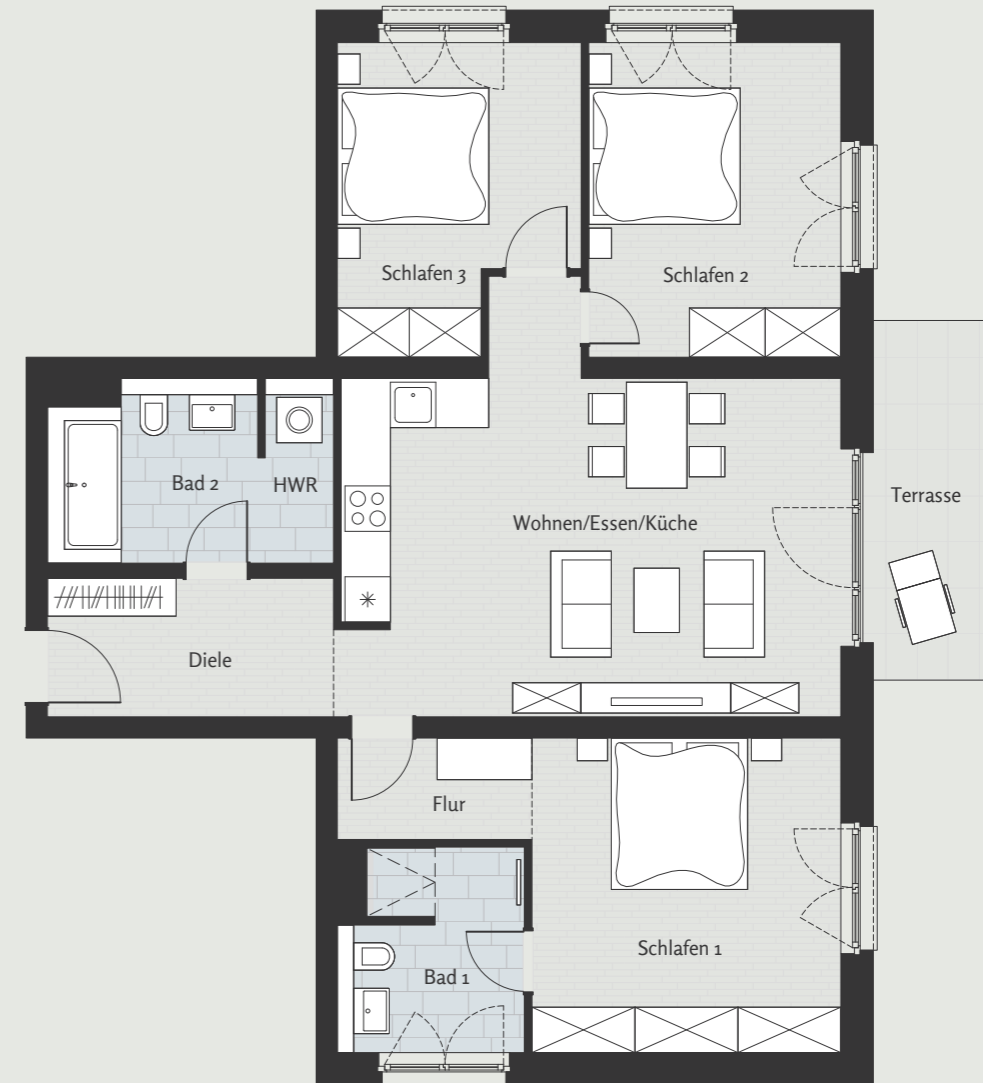 Schlafen 3
Schlafen 2
Bad 2
HWR
Terrasse
Wohnen/Essen/Küche
Diele
Flur
Schlafen 1
Bad 1